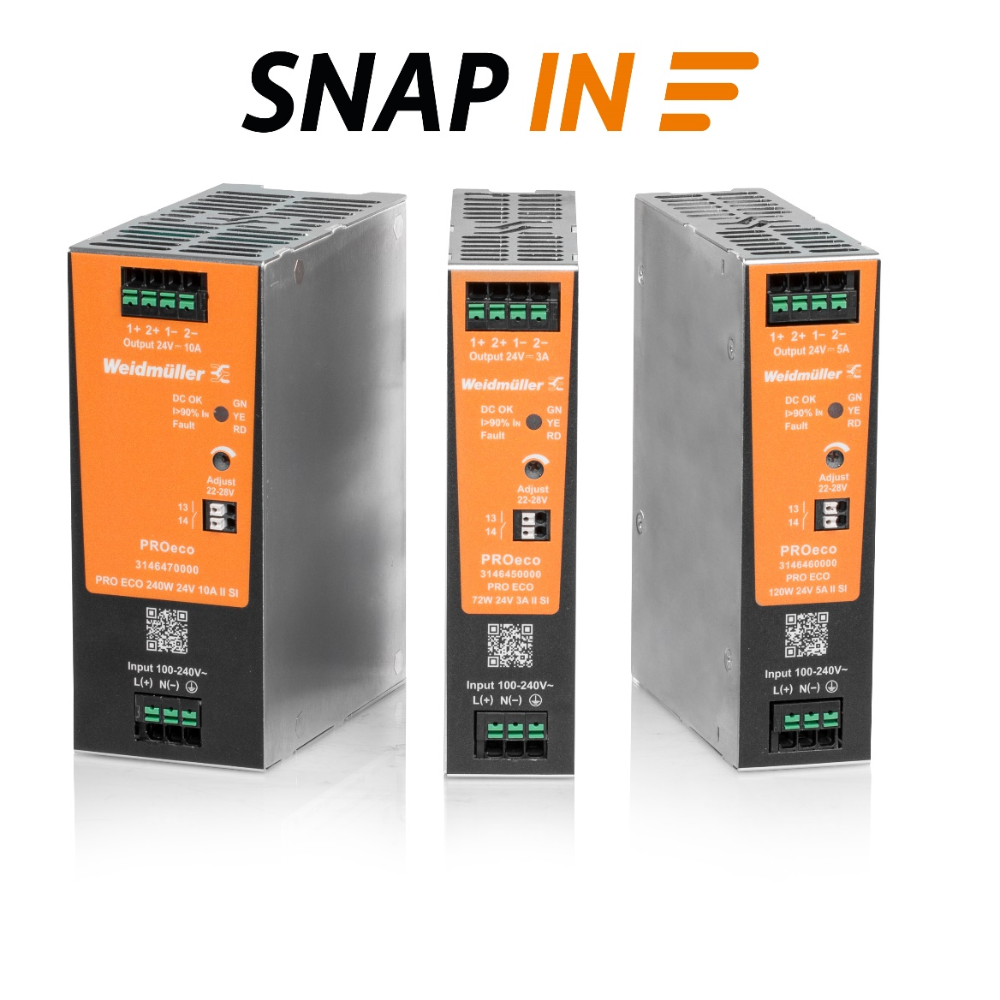 SNAP IN
1+ 2+ 1− 2−
Output 24V⎓ 10A
Weidmüller
DC OK GN
I>90% IN YE
Fault RD
Adjust
22-28V
13
14
PROeco
3146470000
PRO ECO 240W 24V 10A II SI
Input 100-240V~
L(+) N(−)
1+ 2+ 1− 2−
Output 24V⎓ 3A
Weidmüller
DC OK GN
I>90% IN YE
Fault RD
Adjust
22-28V
13
14
PROeco
3146450000
PRO ECO
72W 24V 3A II SI
Input 100-240V~
L(+) N(−)
1+ 2+ 1− 2−
Output 24V⎓ 5A
Weidmüller
DC OK GN
I>90% IN YE
Fault RD
Adjust
22-28V
13
14
PROeco
3146460000
PRO ECO
120W 24V 5A II SI
Input 100-240V~
L(+) N(−)